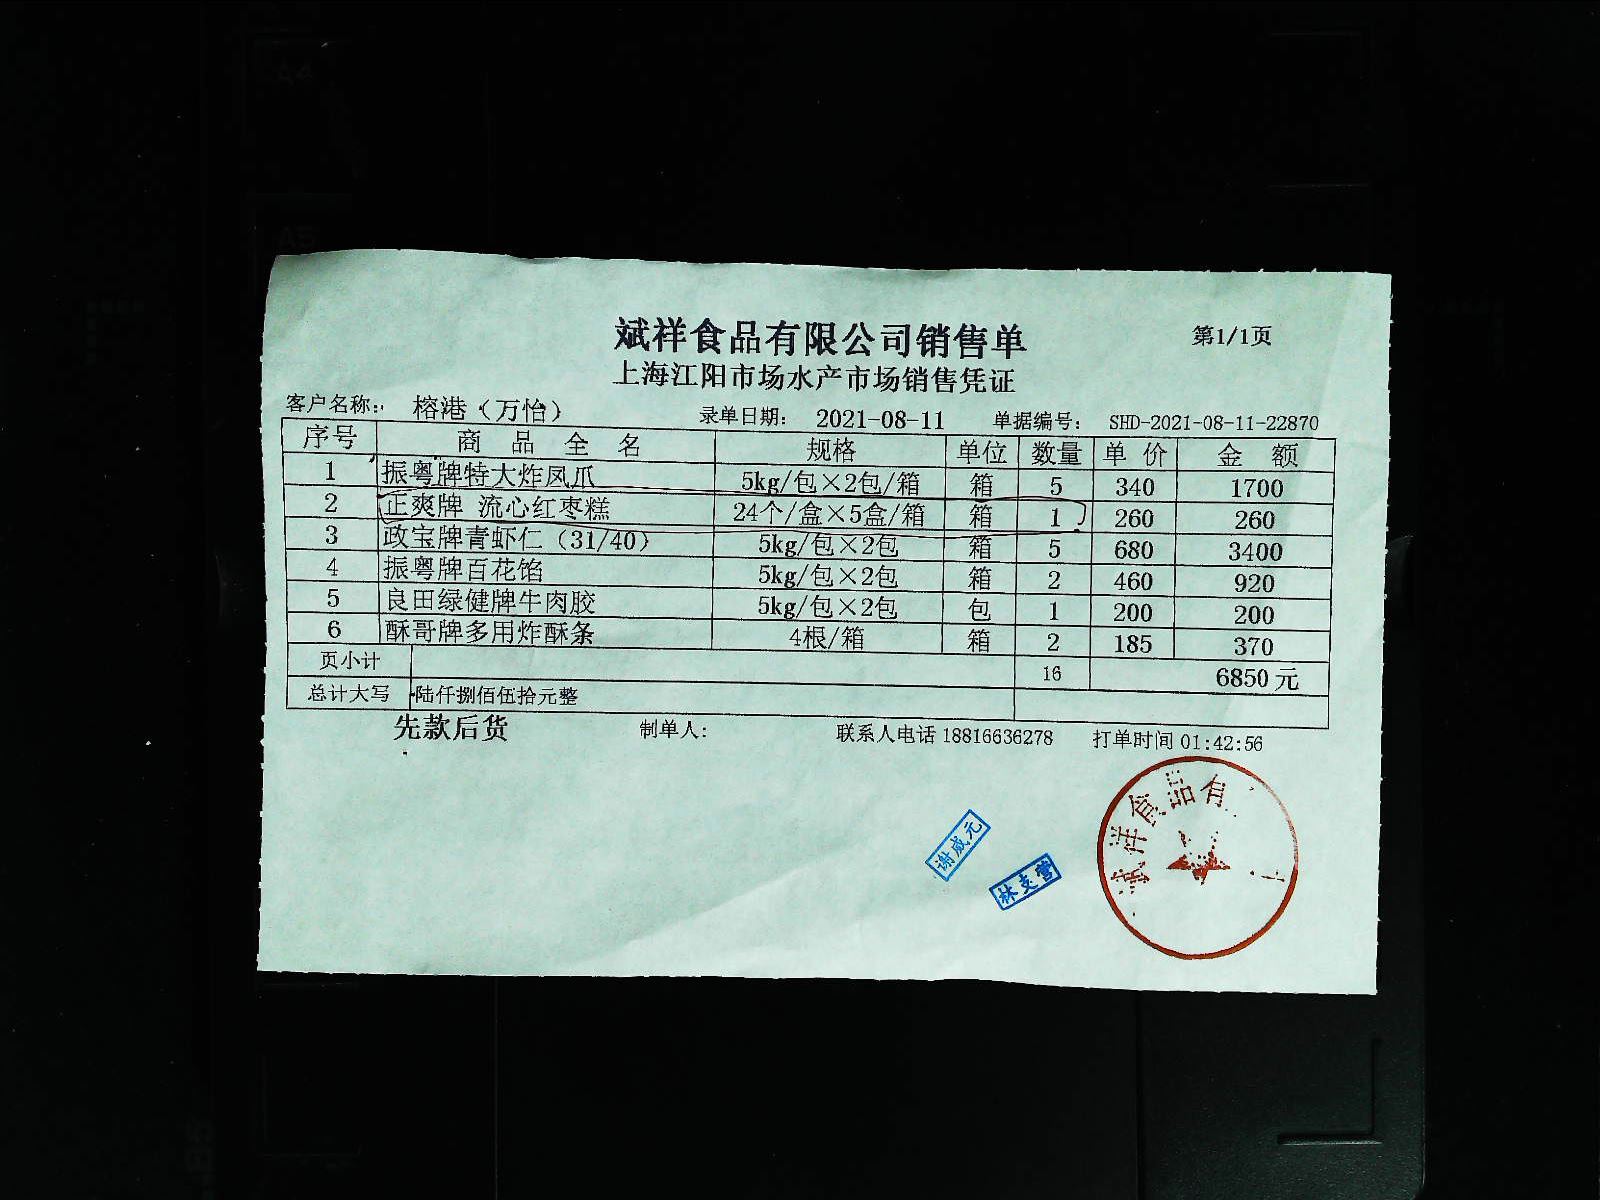 斌祥食品有限公司销售单 第1/1页
上海江阳市场水产市场销售凭证
客户名称： 榕港（万怡） 录单日期： 2021-08-11 单据编号： SHD-2021-08-11-22870
序号 商品全名 规格 单位 数量 单价 金额
1 振粤牌特大炸凤爪 5kg/包×2包/箱 箱 5 340 1700
2 正爽牌 流心红枣糕 24个/盒×5盒/箱 箱 1 260 260
3 政宝牌青虾仁（31/40） 5kg/包×2包 箱 5 680 3400
4 振粤牌百花馅 5kg/包×2包 箱 2 460 920
5 良田绿健牌牛肉胶 5kg/包×2包 包 1 200 200
6 酥哥牌多用炸酥条 4根/箱 箱 2 185 370
页小计 16 6850元
总计大写 陆仟捌佰伍拾元整
先款后货 制单人： 联系人电话 18816636278 打单时间 01:42:56
斌祥食品有
谢成元
林支营